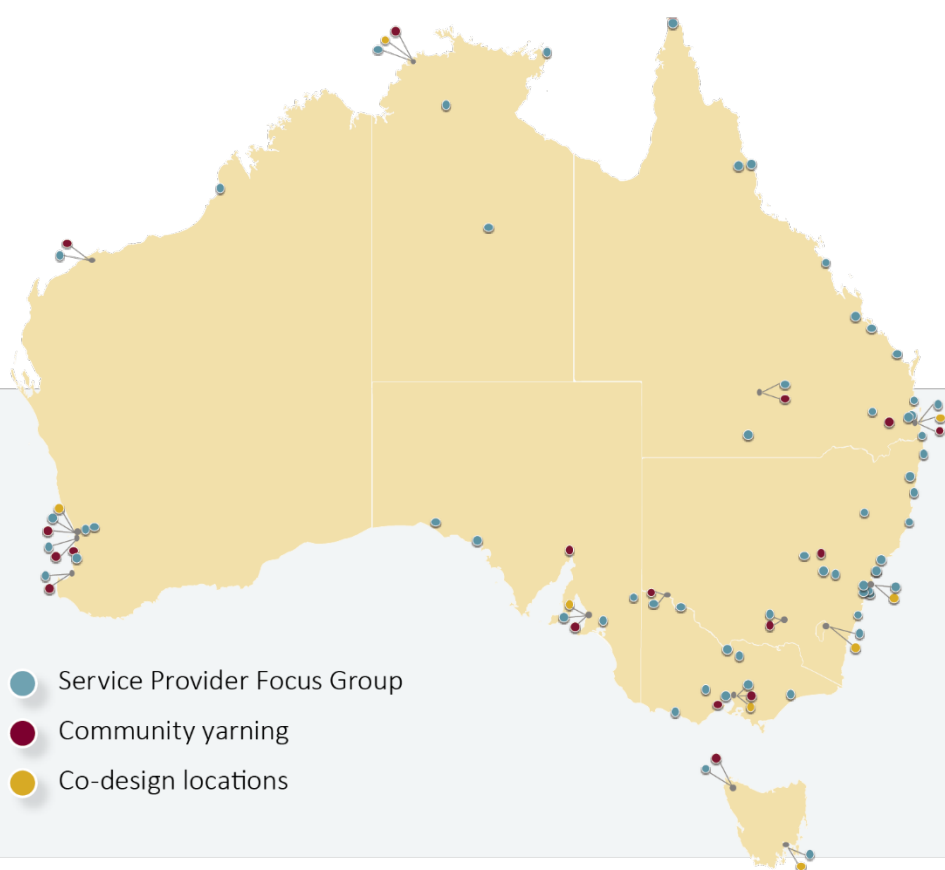 Service Provider Focus Group
Community yarning
Co-design locations